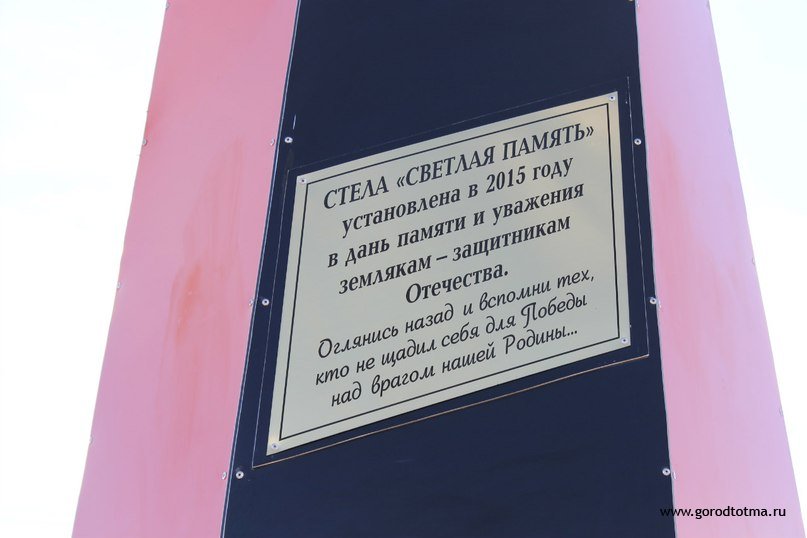 СТЕЛА «СВЕТЛАЯ ПАМЯТЬ»
установлена в 2015 году
в дань памяти и уважения
землякам – защитникам
Отечества.
Оглянись назад и вспомни тех,
кто не щадил себя для Победы
над врагом нашей Родины...
www.gorodtotma.ru